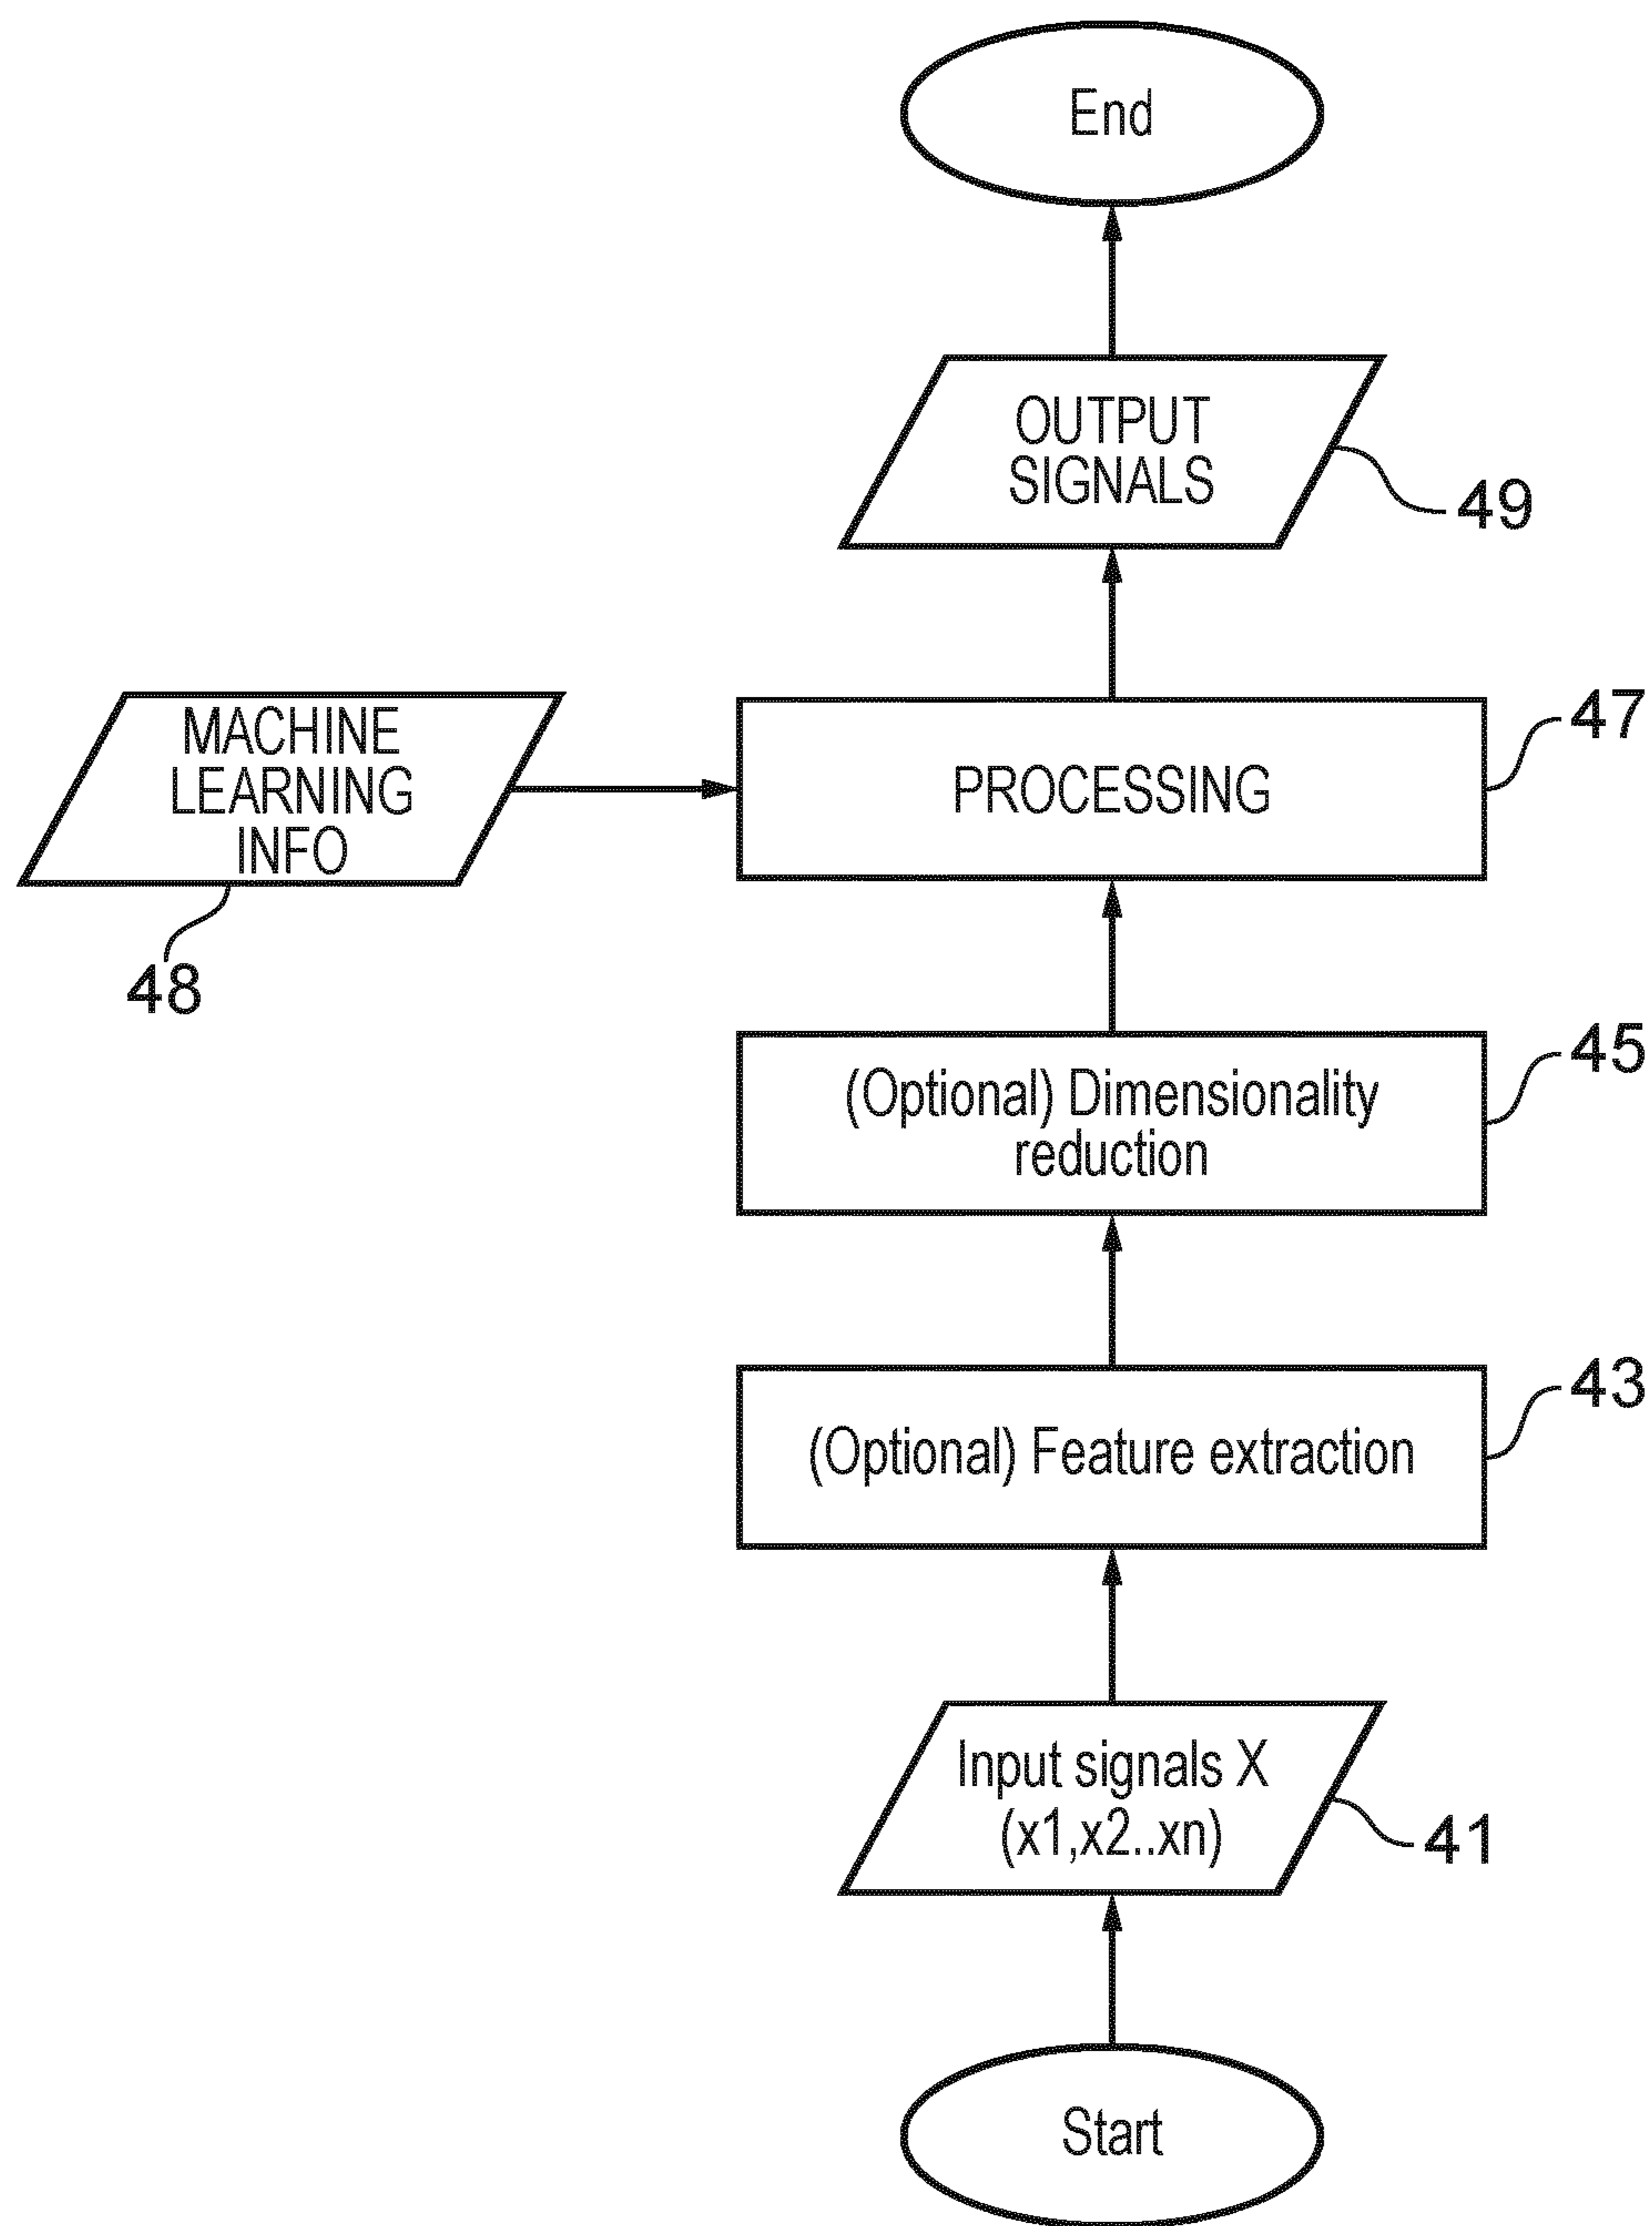 End
OUTPUT
SIGNALS
49
MACHINE
LEARNING
INFO
48
PROCESSING
47
(Optional) Dimensionality
reduction
45
(Optional) Feature extraction
43
Input signals X
(x1,x2..xn)
41
Start